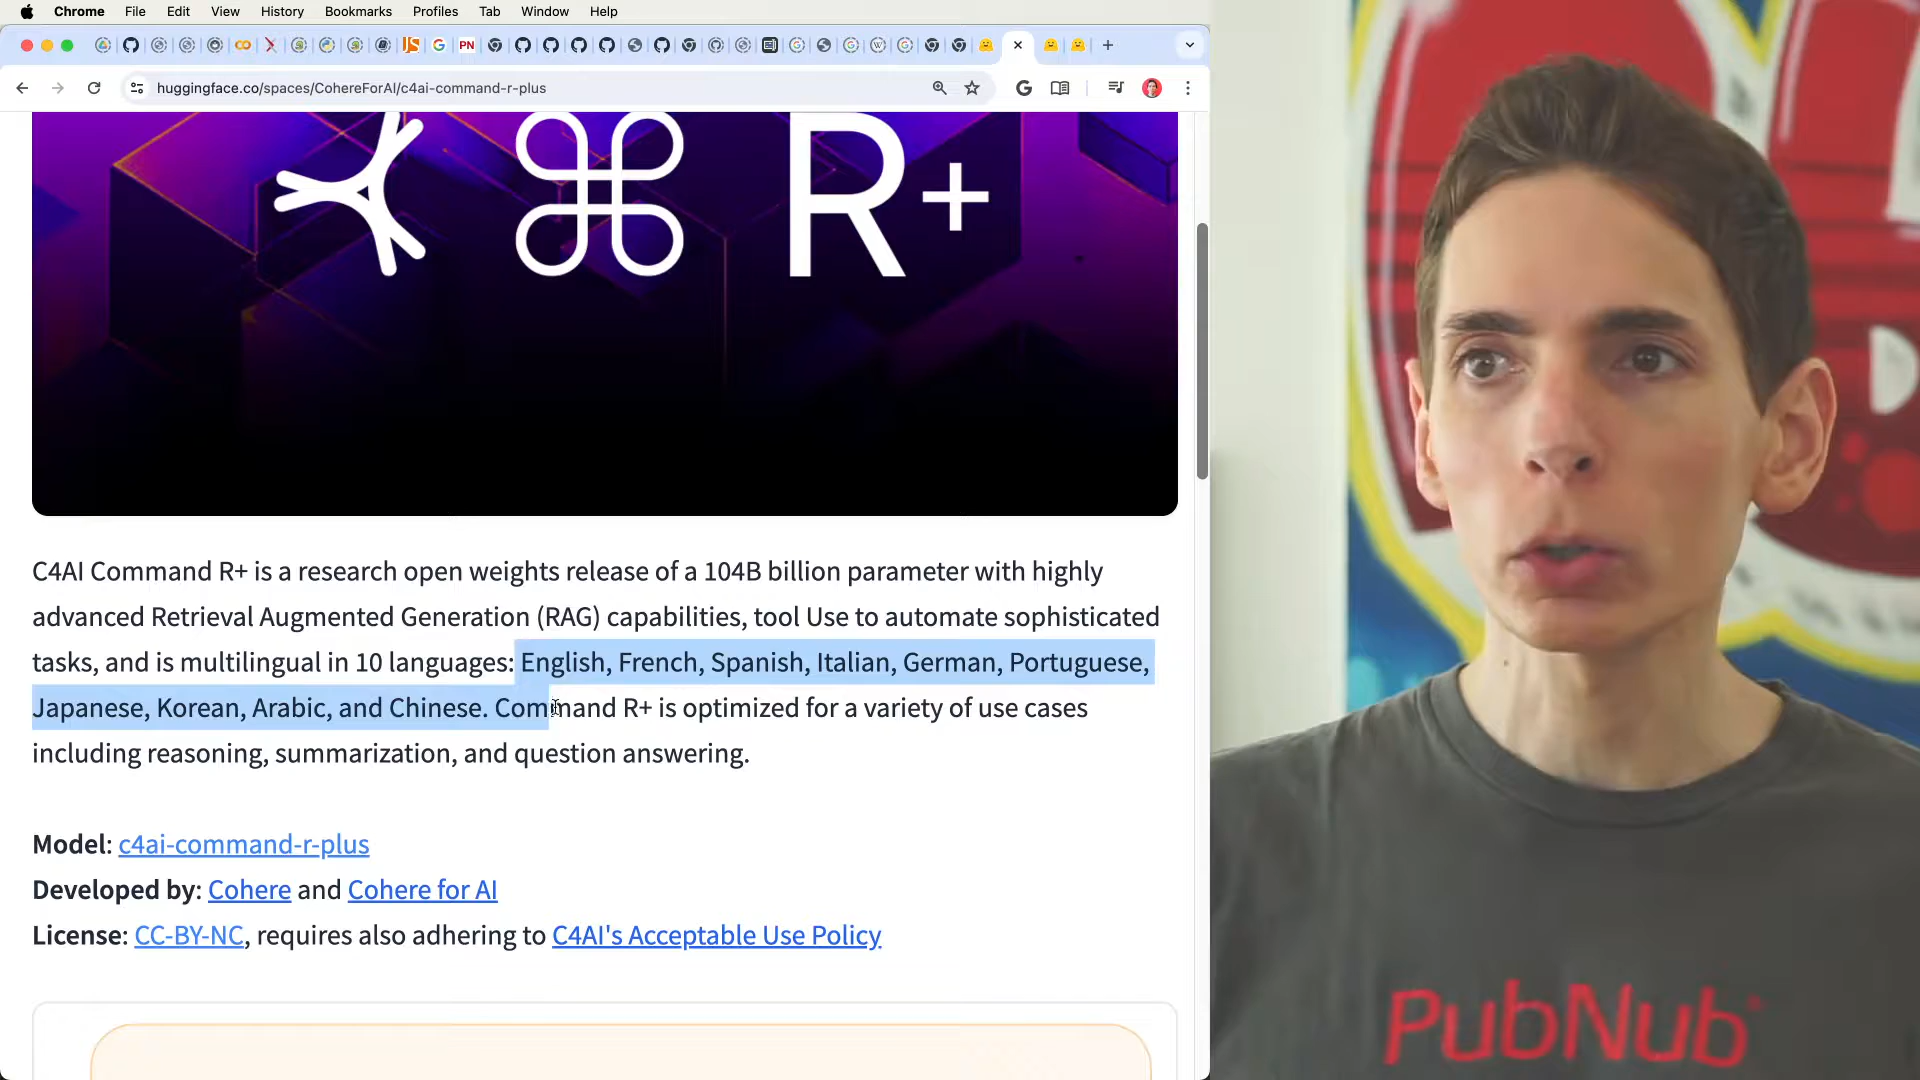 Chrome File Edit View History Bookmarks Profiles Tab Window Help
huggingface.co/spaces/CohereForAI/c4ai-command-r-plus
R+
C4AI Command R+ is a research open weights release of a 104B billion parameter with highly
advanced Retrieval Augmented Generation (RAG) capabilities, tool Use to automate sophisticated
tasks, and is multilingual in 10 languages: English, French, Spanish, Italian, German, Portuguese,
Japanese, Korean, Arabic, and Chinese. Command R+ is optimized for a variety of use cases
including reasoning, summarization, and question answering.
Model: c4ai-command-r-plus
Developed by: Cohere and Cohere for AI
License: CC-BY-NC, requires also adhering to C4AI's Acceptable Use Policy
PubNub